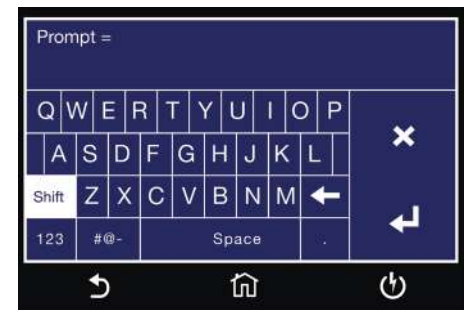 Prompt =
Q W E R T Y U I O P
A S D F G H J K L
Shift Z X C V B N M
123 #@- Space .